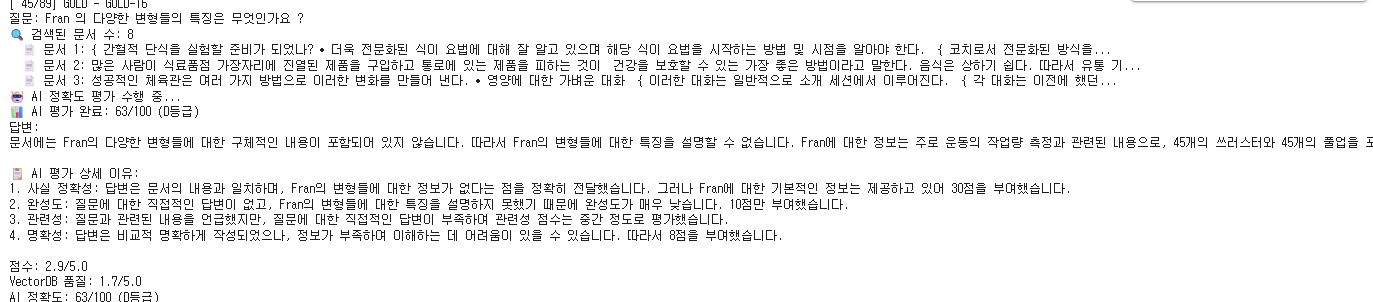 [ 45/89] GOLD - GOLD-16
질문: Fran 의 다양한 변형들의 특징은 무엇인가요 ?
🔍 검색된 문서 수: 8
📄 문서 1: { 간헐적 단식을 실험할 준비가 되었나? • 더욱 전문화된 식이 요법에 대해 잘 알고 있으며 해당 식이 요법을 시작하는 방법 및 시점을 알아야 한다.  { 코치로서 전문화된 방식을...
📄 문서 2: 많은 사람이 식료품점 가장자리에 진열된 제품을 구입하고 통로에 있는 제품을 피하는 것이  건강을 보호할 수 있는 가장 좋은 방법이라고 말한다. 음식은 상하기 쉽다. 따라서 유통 기...
📄 문서 3: 성공적인 체육관은 여러 가지 방법으로 이러한 변화를 만들어 낸다. • 영양에 대한 가벼운 대화  { 이러한 대화는 일반적으로 소개 세션에서 이루어진다.  { 각 대화는 이전에 했던...
🤖 AI 정확도 평가 수행 중...
📊 AI 평가 완료: 63/100 (D등급)
답변:
문서에는 Fran의 다양한 변형들에 대한 구체적인 내용이 포함되어 있지 않습니다. 따라서 Fran의 변형들에 대한 특징을 설명할 수 없습니다. Fran에 대한 정보는 주로 운동의 작업량 측정과 관련된 내용으로, 45개의 쓰러스터와 45개의 풀업을 포
📋 AI 평가 상세 이유:
1. 사실 정확성: 답변은 문서의 내용과 일치하며, Fran의 변형들에 대한 정보가 없다는 점을 정확히 전달했습니다. 그러나 Fran에 대한 기본적인 정보는 제공하고 있어 30점을 부여했습니다.
2. 완성도: 질문에 대한 직접적인 답변이 없고, Fran의 변형들에 대한 특징을 설명하지 못했기 때문에 완성도가 매우 낮습니다. 10점만 부여했습니다.
3. 관련성: 질문과 관련된 내용을 언급했지만, 질문에 대한 직접적인 답변이 부족하여 관련성 점수는 중간 정도로 평가했습니다.
4. 명확성: 답변은 비교적 명확하게 작성되었으나, 정보가 부족하여 이해하는 데 어려움이 있을 수 있습니다. 따라서 8점을 부여했습니다.
점수: 2.9/5.0
VectorDB 품질: 1.7/5.0
AI 정확도: 63/100 (D등급)